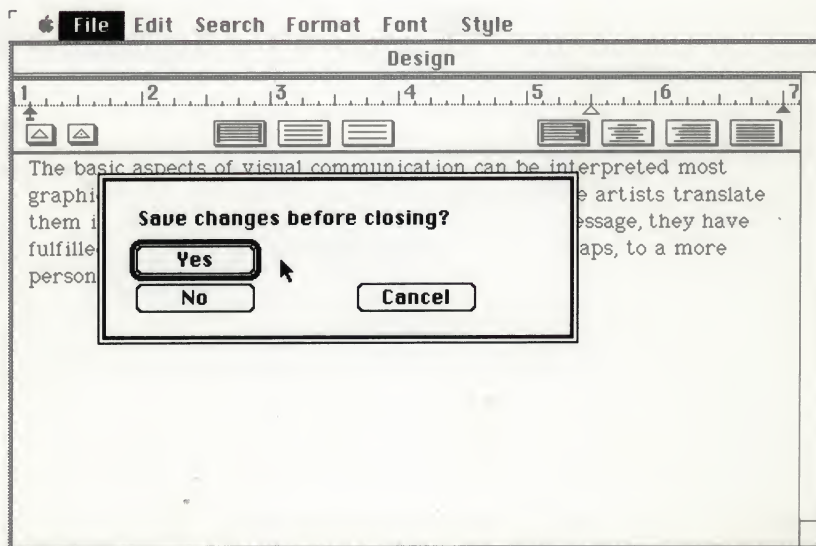 File Edit Search Format Font Style
Design
1 2 3 4 5 6 7
The basic aspects of visual communication can be interpreted most
graphi e artists translate
them i essage, they have
fulfille aps, to a more
person
Save changes before closing?
Yes
No Cancel